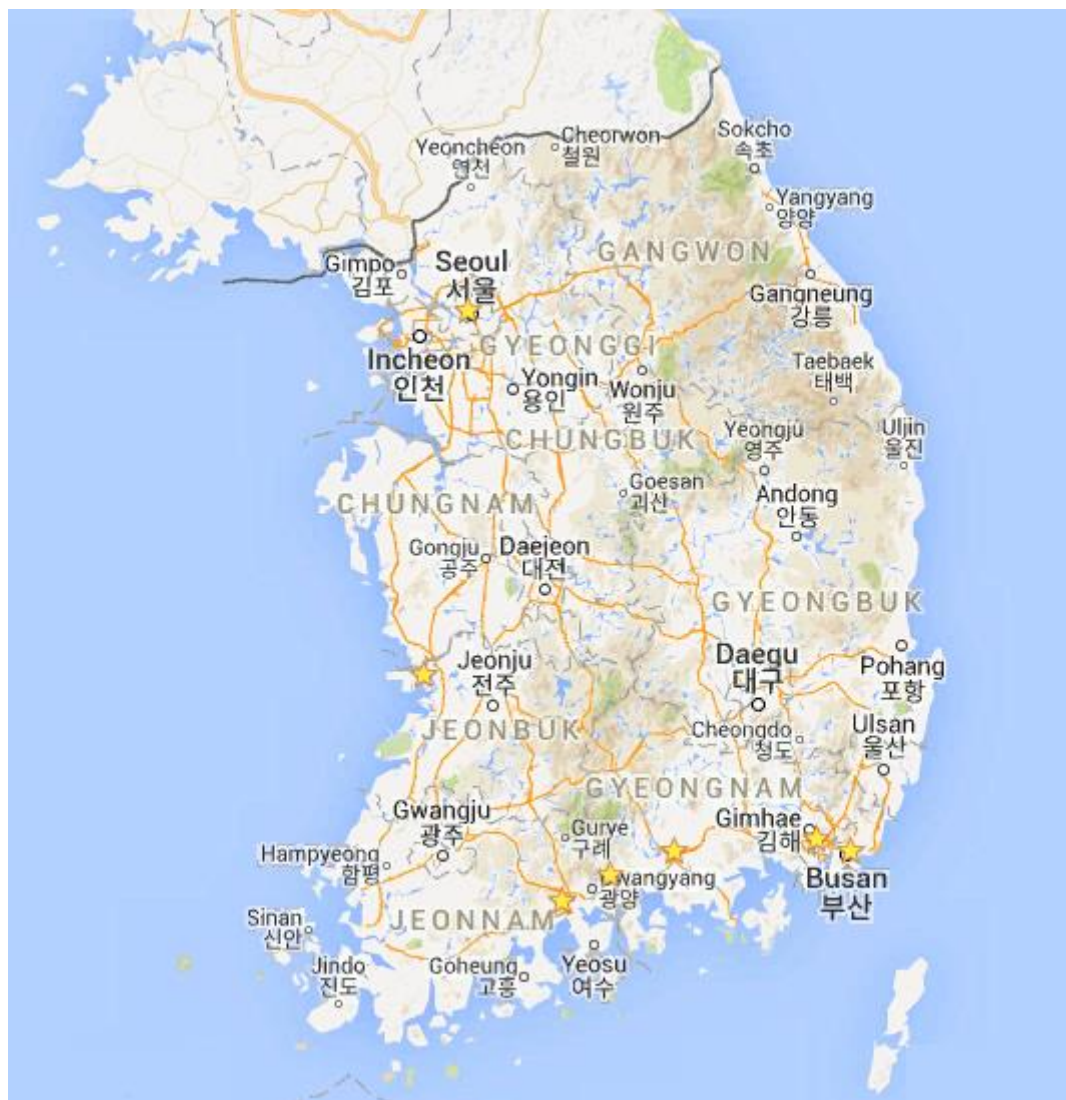 Cheorwon
철원
Sokcho
속초
Yeoncheon
연천
Yangyang
양양
GANGWON
Gimpo
김포
Seoul
서울
Gangneung
강릉
GYEONGGI
Incheon
인천
Yongin
용인
Wonju
원주
Taebaek
태백
CHUNGBUK
Yeongju
영주
Uljin
울진
CHUNGNAM
Goesan
괴산
Andong
안동
Gongju
공주
Daejeon
대전
GYEONGBUK
Jeonju
전주
Daegu
대구
Pohang
포항
JEONBUK
Cheongdo
청도
Ulsan
울산
GYEONGNAM
Gwangju
광주
Gurye
구례
Gimhae
김해
Hampyeong
함평
Gwangyang
광양
Busan
부산
JEONNAM
Sinan
신안
Jindo
진도
Goheung
고흥
Yeosu
여수